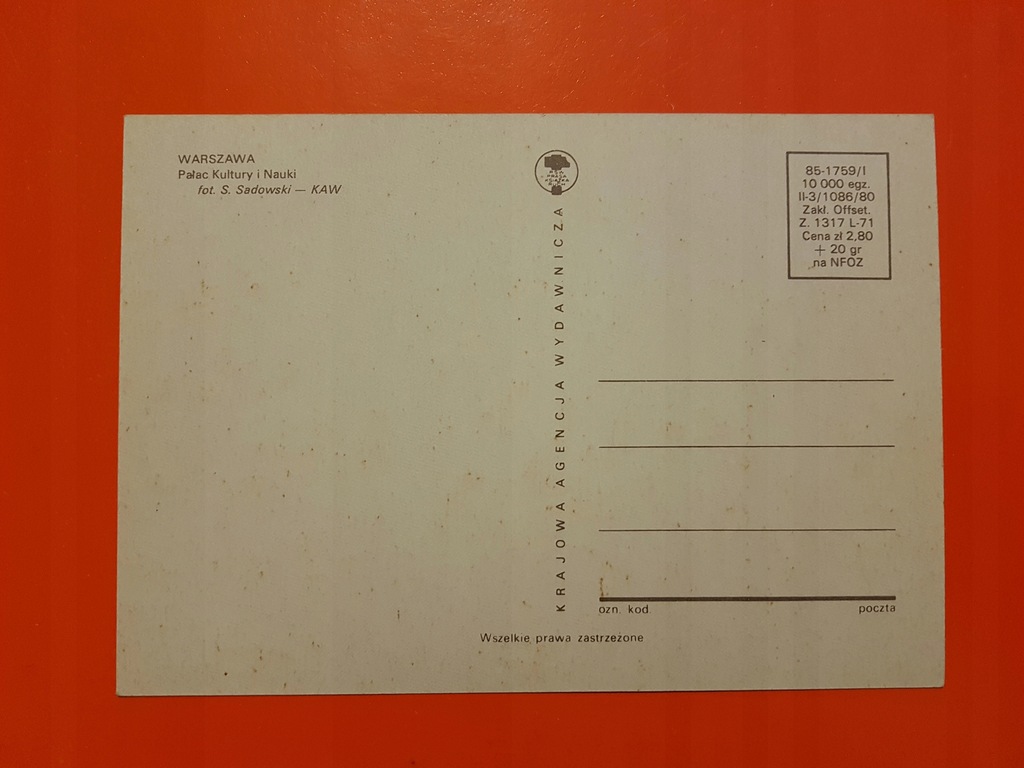 WARSZAWA
Pałac Kultury i Nauki
fot. S. Sadowski — KAW
KRAJOWA AGENCJA WYDAWNICZA
85-1759/I
10 000 egz.
II-3/1086/80
Zakł. Offset.
Z. 1317 L-71
Cena zł 2,80
+ 20 gr
na NFOZ
ozn. kod.
poczta
Wszelkie prawa zastrzeżone